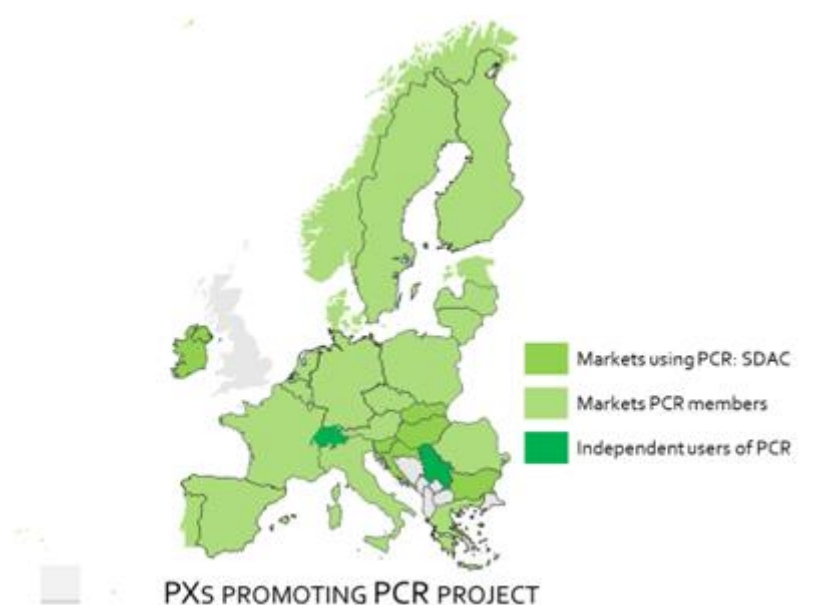 Markets using PCR: SDAC
Markets PCR members
Independent users of PCR
PXS PROMOTING PCR PROJECT